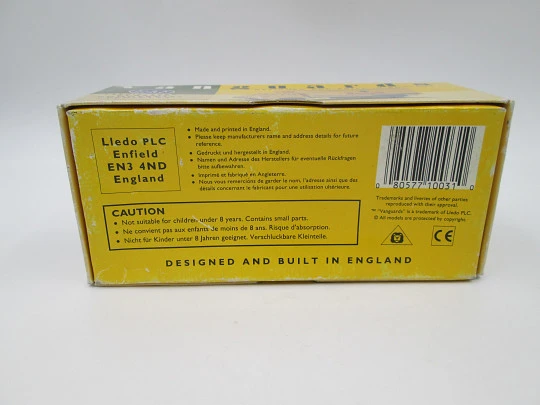 Vanguards
Lledo PLC
Enfield
EN3 4ND
England
• Made and printed in England.
• Please keep manufacturers name and address details for future
reference.
• Gedruckt und hergestellt in England.
• Namen und Adresse des Herstellers für eventuelle Rückfragen
bitte aufbewahren.
• Imprimé et fabriqué en Angleterre.
• Nous vous remercions de garder le nom, l'adresse ainsi que des
détails concernant le fabricant pour une utilisation ultérieure.
CAUTION
• Not suitable for children under 8 years. Contains small parts.
• Ne convient pas aux enfants de moins de 8 ans. Risque d'absorption.
• Nicht für Kinder unter 8 Jahren geeignet. Verschluckbare Kleinteile.
0 80577 10031 0
Trademarks and liveries of other parties
reproduced with their approval.
"Vanguards" is a trademark of Lledo PLC.
© All models are protected by copyright.
CE
DESIGNED AND BUILT IN ENGLAND